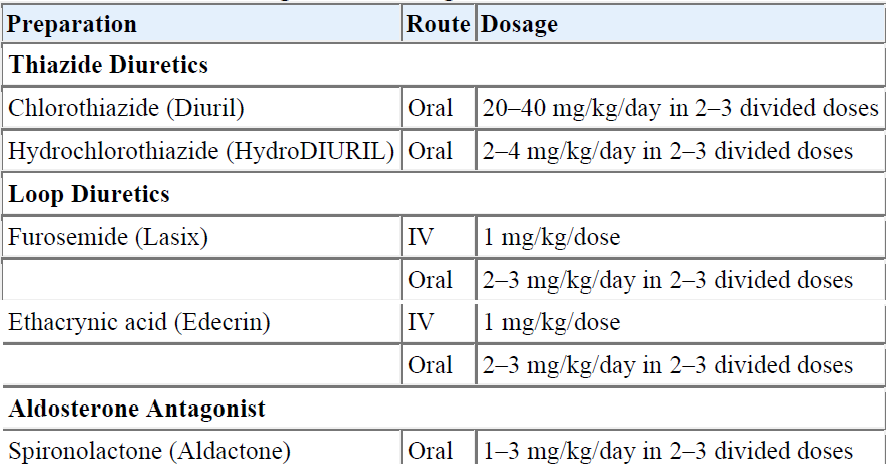 Preparation Route Dosage
Thiazide Diuretics
Chlorothiazide (Diuril) Oral 20–40 mg/kg/day in 2–3 divided doses
Hydrochlorothiazide (HydroDIURIL) Oral 2–4 mg/kg/day in 2–3 divided doses
Loop Diuretics
Furosemide (Lasix) IV 1 mg/kg/dose
Oral 2–3 mg/kg/day in 2–3 divided doses
Ethacrynic acid (Edecrin) IV 1 mg/kg/dose
Oral 2–3 mg/kg/day in 2–3 divided doses
Aldosterone Antagonist
Spironolactone (Aldactone) Oral 1–3 mg/kg/day in 2–3 divided doses